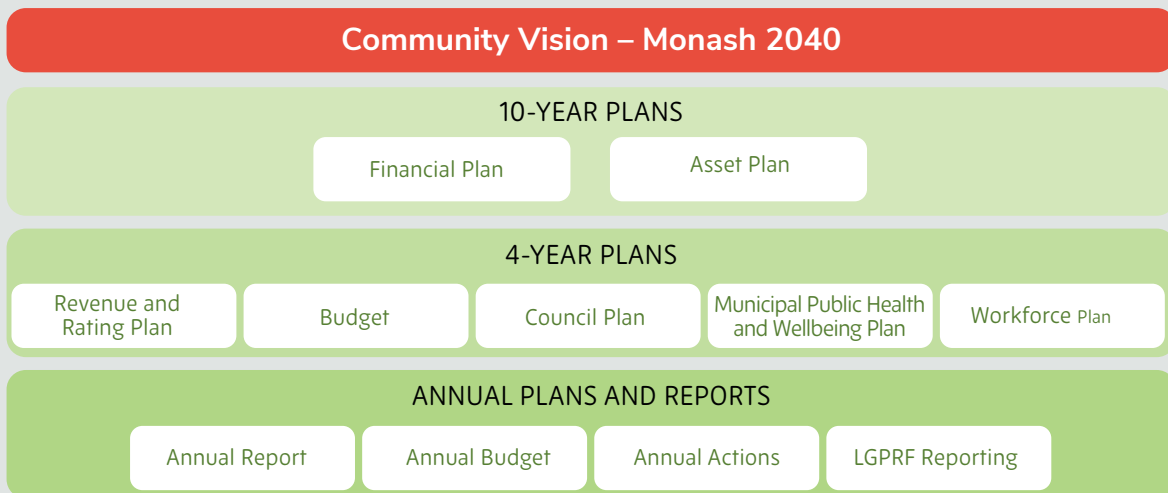 Community Vision – Monash 2040
10-YEAR PLANS
Financial Plan
Asset Plan
4-YEAR PLANS
Revenue and
Rating Plan
Budget
Council Plan
Municipal Public Health
and Wellbeing Plan
Workforce Plan
ANNUAL PLANS AND REPORTS
Annual Report
Annual Budget
Annual Actions
LGPRF Reporting